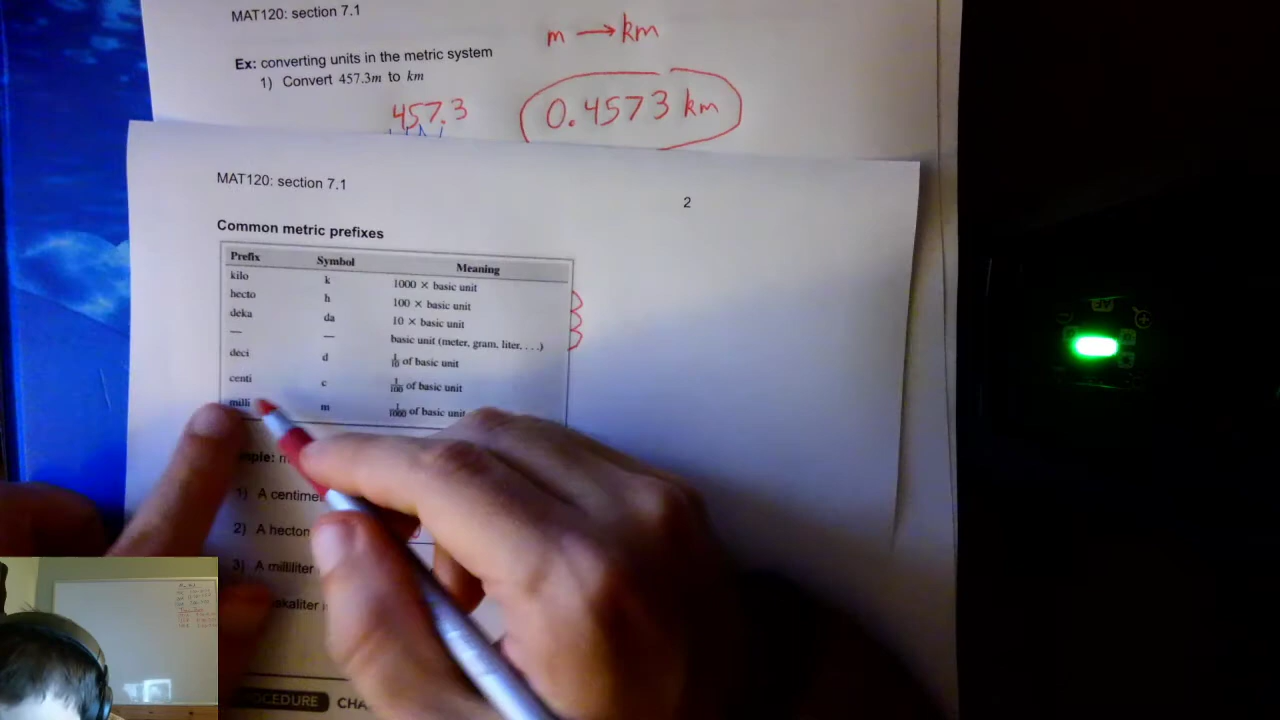 MAT120: section 7.1
m → km
Ex: converting units in the metric system
1) Convert 457.3m to km
457.3
0.4573 km
MAT120: section 7.1
2
Common metric prefixes
Prefix Symbol Meaning
kilo k 1000 × basic unit
hecto h 100 × basic unit
deka da 10 × basic unit
— — basic unit (meter, gram, liter, . . .)
deci d 1/10 of basic unit
centi c 1/100 of basic unit
milli m 1/1000 of basic unit
1) A centime
2) A hecton
3) A milliliter
akaliter
OCEDURE CHA